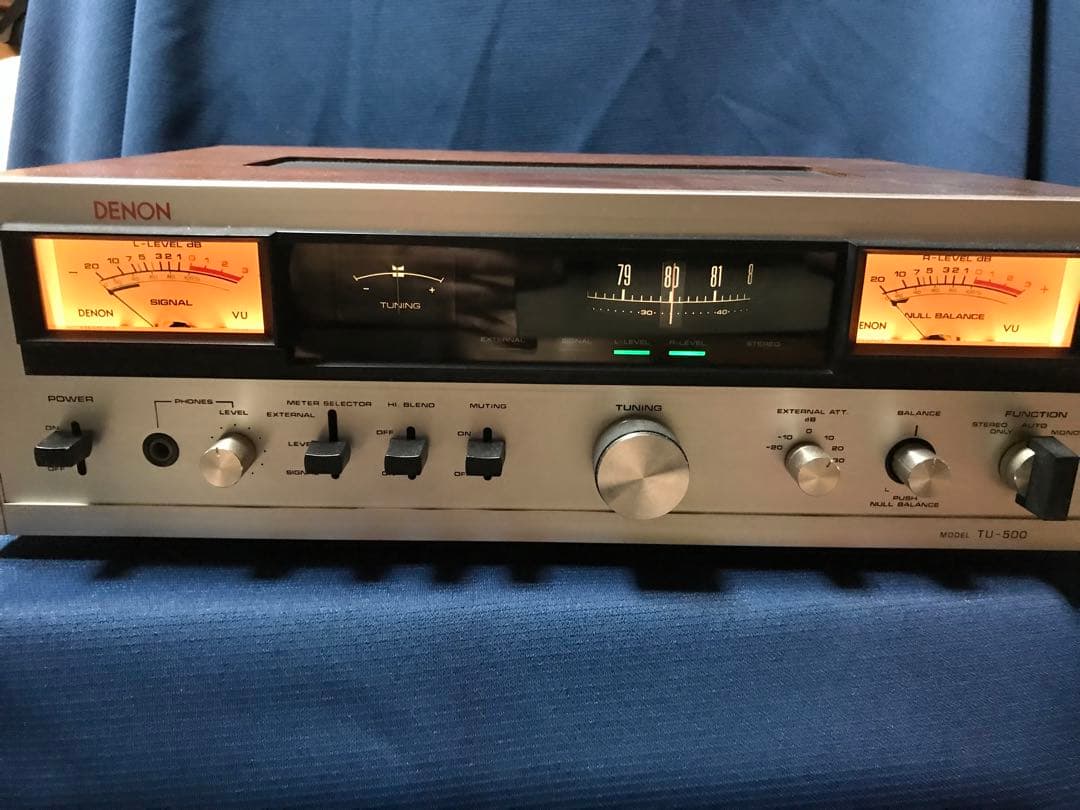 DENON
L-LEVEL dB
20 10 7 5 3 2 1 0 1 2 3
SIGNAL
DENON VU
- +
TUNING
79 80 81 8
30 40
EXTERNAL SIGNAL L-LEVEL R-LEVEL STEREO
R-LEVEL dB
20 10 7 5 3 2 1 0 1 2 3 +
NULL BALANCE
ENON VU
POWER
ON
OFF
PHONES
LEVEL
METER SELECTOR
EXTERNAL
LEVE
SIGN
HI. BLEND
OFF
MUTING
ON
OF
TUNING
EXTERNAL ATT.
dB
-20 -10 0 10 20 30
BALANCE
L
PUSH
NULL BALANCE
FUNCTION
STEREO ONLY AUTO MONO
MODEL TU-500